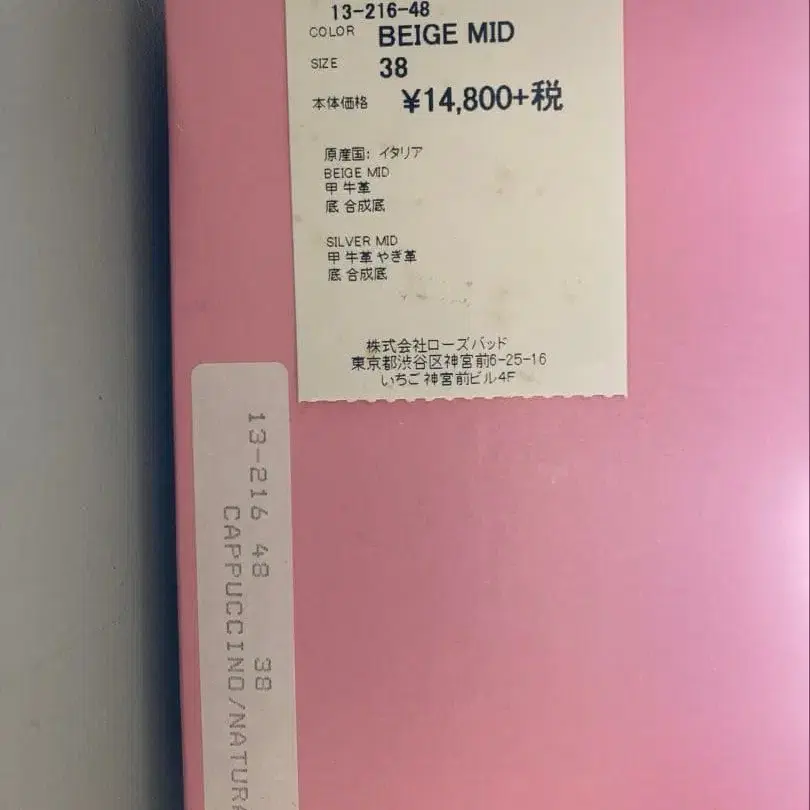 13-216-48
COLOR BEIGE MID
SIZE 38
本体価格 ¥14,800+税
原産国: イタリア
BEIGE MID
甲 牛革
底 合成底
SILVER MID
甲 牛革 やぎ革
底 合成底
株式会社ローズバッド
東京都渋谷区神宮前6-25-16
いちご 神宮前ビル4F
13-216 48 38
CAPPUCCINO/NATURA